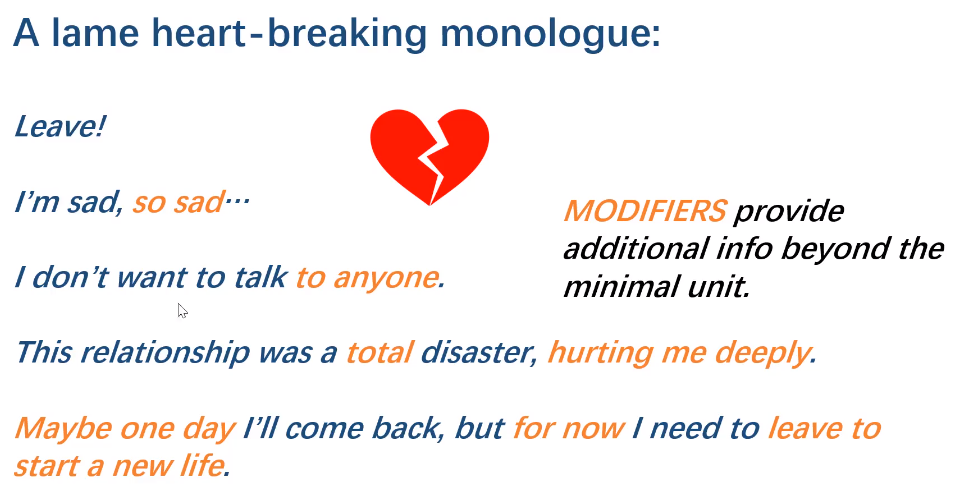 A lame heart-breaking monologue:
Leave!
I'm sad, so sad…
I don't want to talk to anyone.
This relationship was a total disaster, hurting me deeply.
Maybe one day I'll come back, but for now I need to leave to
start a new life.
MODIFIERS provide
additional info beyond the
minimal unit.